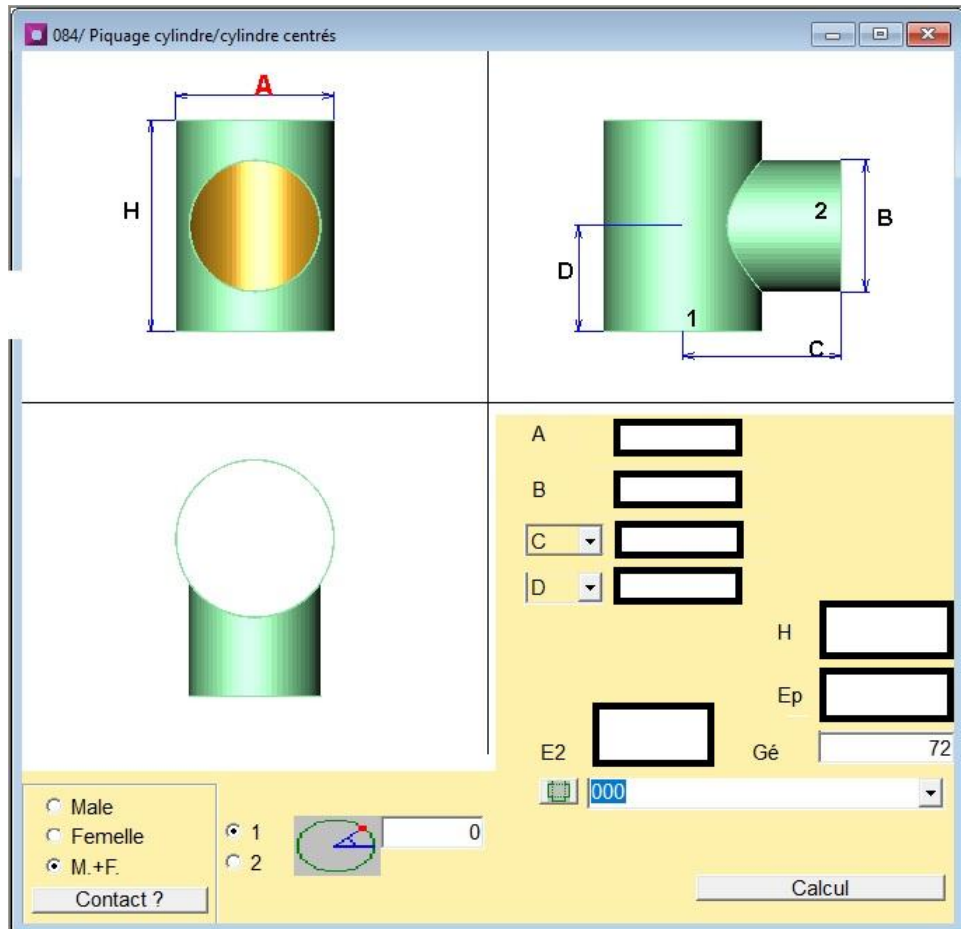 084/ Piquage cylindre/cylindre centrés
A
H
D
1
2
B
C
A
B
C
D
H
Ep
E2
Gé 72
000
Male
Femelle
M.+F.
Contact ?
1 0
2
Calcul